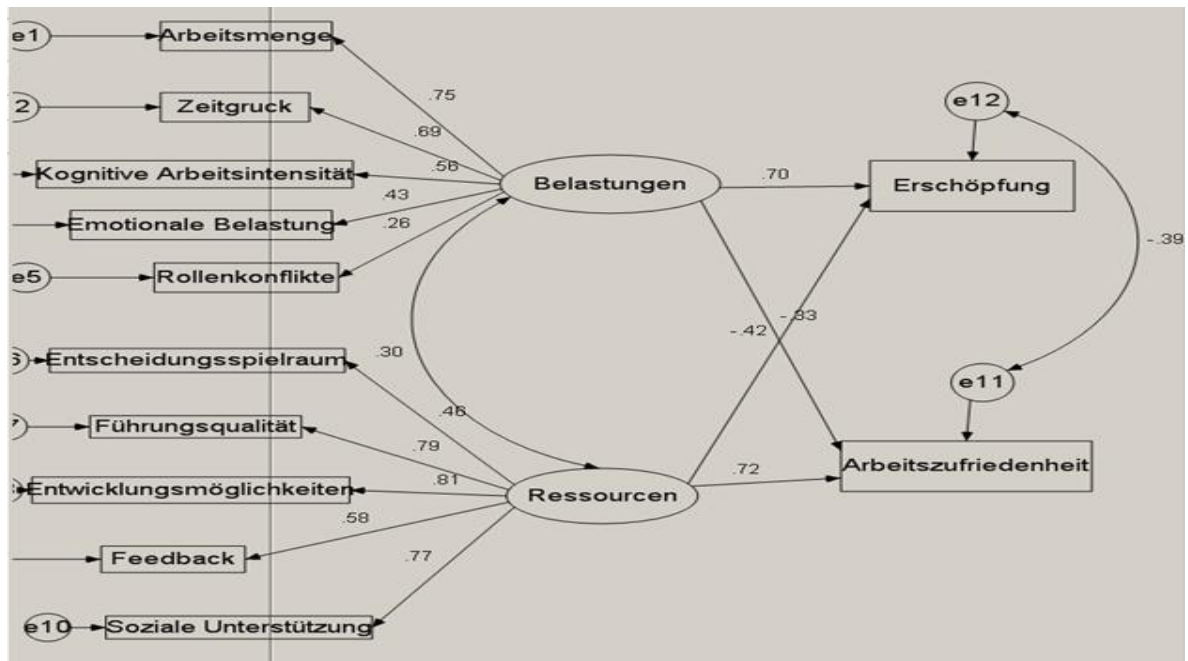 e1
Arbeitsmenge
.75
2
Zeitgruck
.69
Kognitive Arbeitsintensität
.56
Emotionale Belastung
.43
e5
Rollenkonflikte
.26
Belastungen
.70
e12
Erschöpfung
-.39
-.42
-.33
.30
Entscheidungsspielraum
.46
7
Führungsqualität
.79
Entwicklungsmöglichkeiten
.81
Feedback
.58
e10
Soziale Unterstützung
.77
Ressourcen
.72
e11
Arbeitszufriedenheit